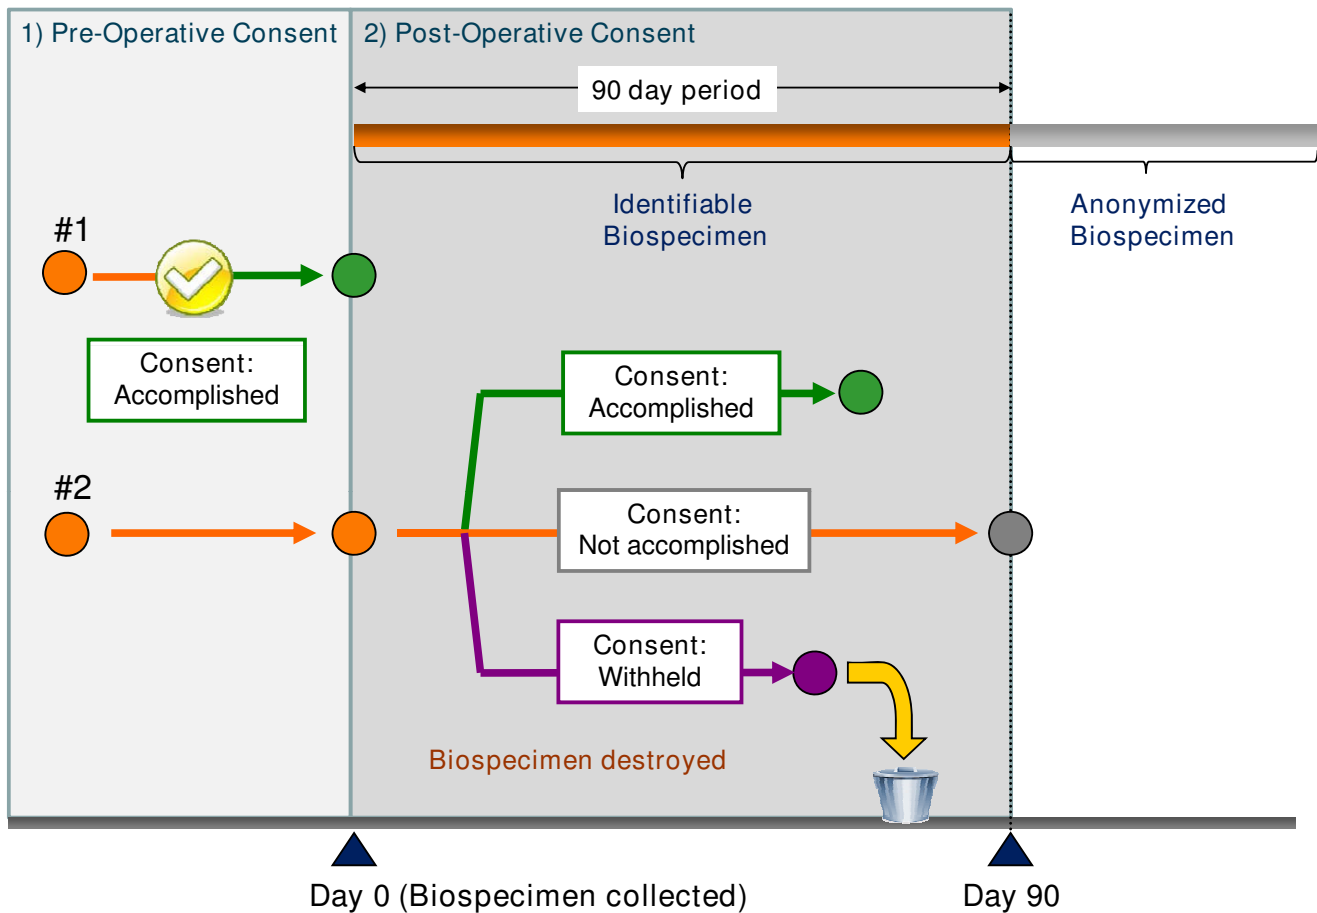 1) Pre-Operative Consent
2) Post-Operative Consent
90 day period
Identifiable
Biospecimen
Anonymized
Biospecimen
#1
Consent:
Accomplished
Consent:
Accomplished
#2
Consent:
Not accomplished
Consent:
Withheld
Biospecimen destroyed
Day 0 (Biospecimen collected)
Day 90